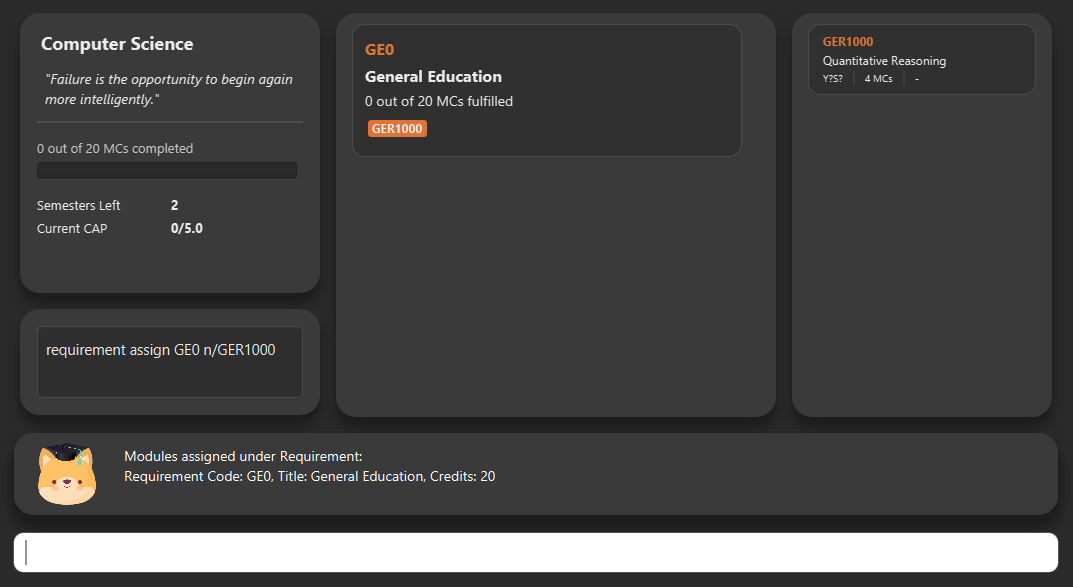 Computer Science
"Failure is the opportunity to begin again
more intelligently."
0 out of 20 MCs completed
Semesters Left 2
Current CAP 0/5.0
requirement assign GE0 n/GER1000
GE0
General Education
0 out of 20 MCs fulfilled
GER1000
GER1000
Quantitative Reasoning
Y?S? 4 MCs -
Modules assigned under Requirement:
Requirement Code: GE0, Title: General Education, Credits: 20